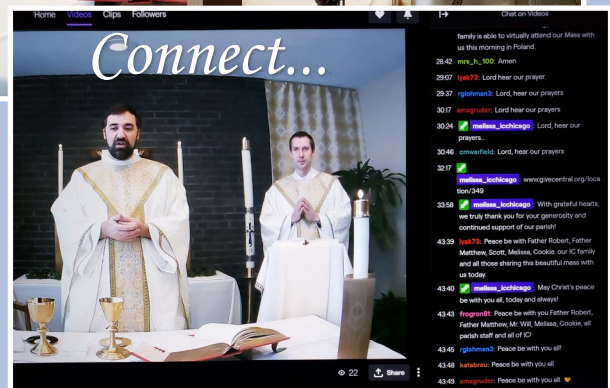 Home Videos Clips Followers
Chat on Videos
Connect...
family is able to virtually attend our Mass with
us this morning in Poland.
28:42 mrs_h_100: Amen
29:07 lyak73: Lord hear our prayer.
29:37 rglohman3: Lord, hear our prayers
30:17 amsgruder: Lord hear our prayers
30:24 melissa_icchicago: Lord, hear our
prayers...
30:46 cmwarfield: Lord, hear our prayers
32:17
melissa_icchicago: www.givecentral.org/loca
tion/349
33:58 melissa_icchicago: With grateful hearts,
we truly thank you for your generosity and
continued support of our parish!
43:39 lyak73: Peace be with Father Robert, Father
Matthew, Scott, Melissa, Cookie. our IC family
and all those sharing this beautiful mass with
us today.
43:40 melissa_icchicago: May Christ's peace
be with you all, today and always!
43:43 frogron81: Peace be with you Father Robert,
Father Matthew, Mr. Will, Melissa, Cookie, all
parish staff and all of IC!
43:45 rglohman3: Peace be with you all!
43:48 katabreu: Peace be with you all
43:49 amsgruder: Peace be with you all. 🧡
22 Share